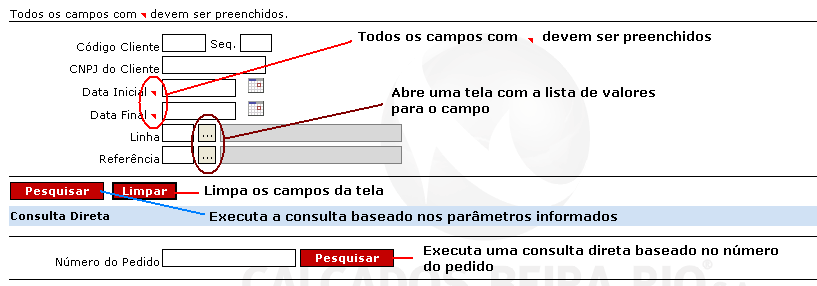 Todos os campos com devem ser preenchidos.
Código Cliente Seq. Todos os campos com devem ser preenchidos
CNPJ do Cliente
Data Inicial Abre uma tela com a lista de valores
para o campo
Data Final
Linha ...
Referência ...
Pesquisar Limpar Limpa os campos da tela
Consulta Direta Executa a consulta baseado nos parâmetros informados
Número do Pedido Pesquisar Executa uma consulta direta baseado no número
do pedido
CALÇADOS BEIRA RIO